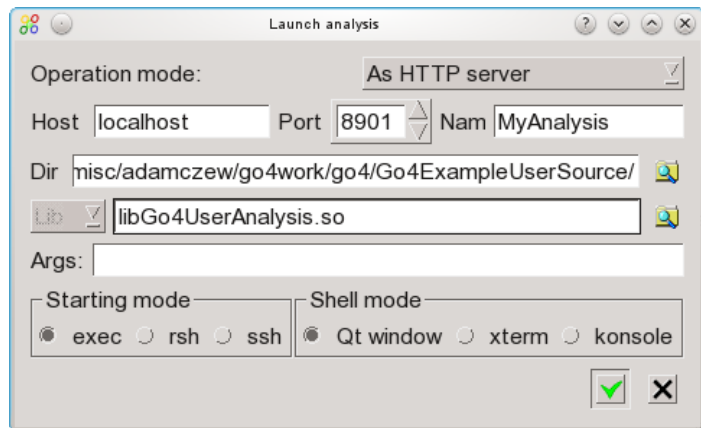 Launch analysis
Operation mode: As HTTP server
Host localhost Port 8901 Nam MyAnalysis
Dir misc/adamczew/go4work/go4/Go4ExampleUserSource/
Lib libGo4UserAnalysis.so
Args:
Starting mode Shell mode
exec rsh ssh Qt window xterm konsole